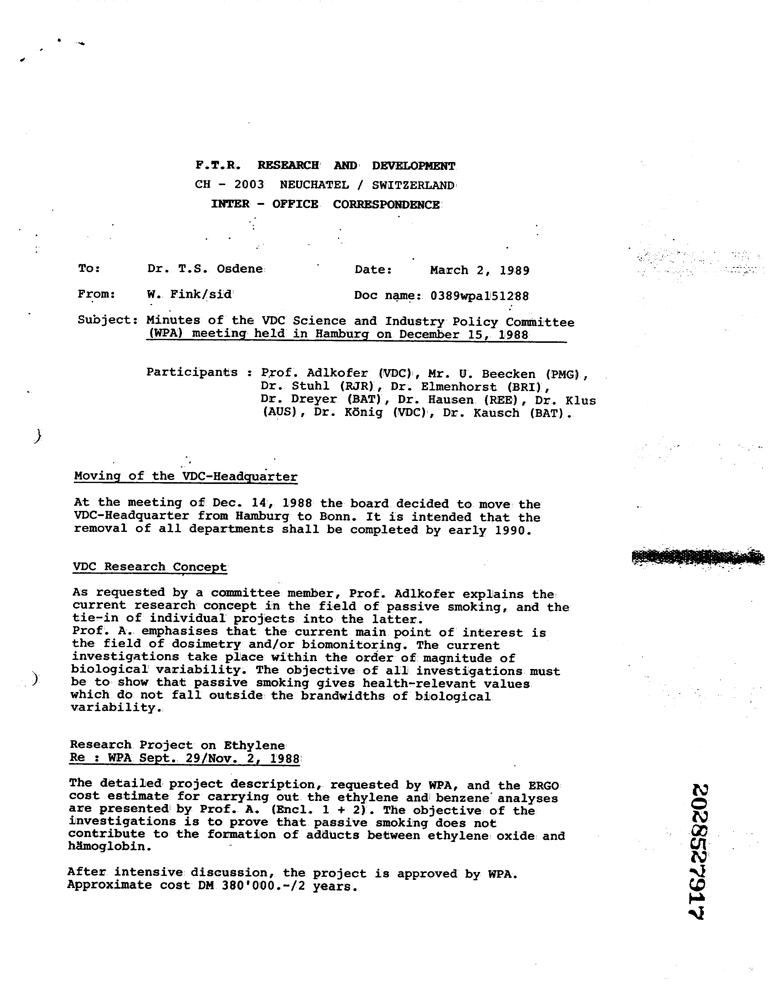 F.T.R. RESEARCH AND DEVELOPMENT
CH - 2003 NEUCHATEL / SWITZERLAND
INTER - OFFICE CORRESPONDENCE
To: Dr. T.S. Osdene Date: March 2, 1989
From: W. Fink/sid Doc name: 0389wpa151288
Subject: Minutes of the VDC Science and Industry Policy Committee
(WPA) meeting held in Hamburg on December 15, 1988
Participants : Prof. Adlkofer (VDC), Mr. U. Beecken (PMG),
Dr. Stuhl (RJR), Dr. Elmenhorst (BRI),
Dr. Dreyer (BAT), Dr. Hausen (REE), Dr. Klus
(AUS), Dr. König (VDC), Dr. Kausch (BAT).
Moving of the VDC-Headquarter
At the meeting of Dec. 14, 1988 the board decided to move the
VDC-Headquarter from Hamburg to Bonn. It is intended that the
removal of all departments shall be completed by early 1990.
VDC Research Concept
As requested by a committee member, Prof. Adlkofer explains the
current research concept in the field of passive smoking, and the
tie-in of individual projects into the latter.
Prof. A. emphasises that the current main point of interest is
the field of dosimetry and/or biomonitoring. The current
investigations take place within the order of magnitude of
biological variability. The objective of all investigations must
be to show that passive smoking gives health-relevant values
which do not fall outside the brandwidths of biological
variability.
Research Project on Ethylene
Re : WPA Sept. 29/Nov. 2, 1988
The detailed project description, requested by WPA, and the ERGO
cost estimate for carrying out the ethylene and benzene analyses
are presented by Prof. A. (Encl. 1 + 2). The objective of the
investigations is to prove that passive smoking does not
contribute to the formation of adducts between ethylene oxide and
hämoglobin.
After intensive discussion, the project is approved by WPA.
Approximate cost DM 380'000.-/2 years.
2028527917